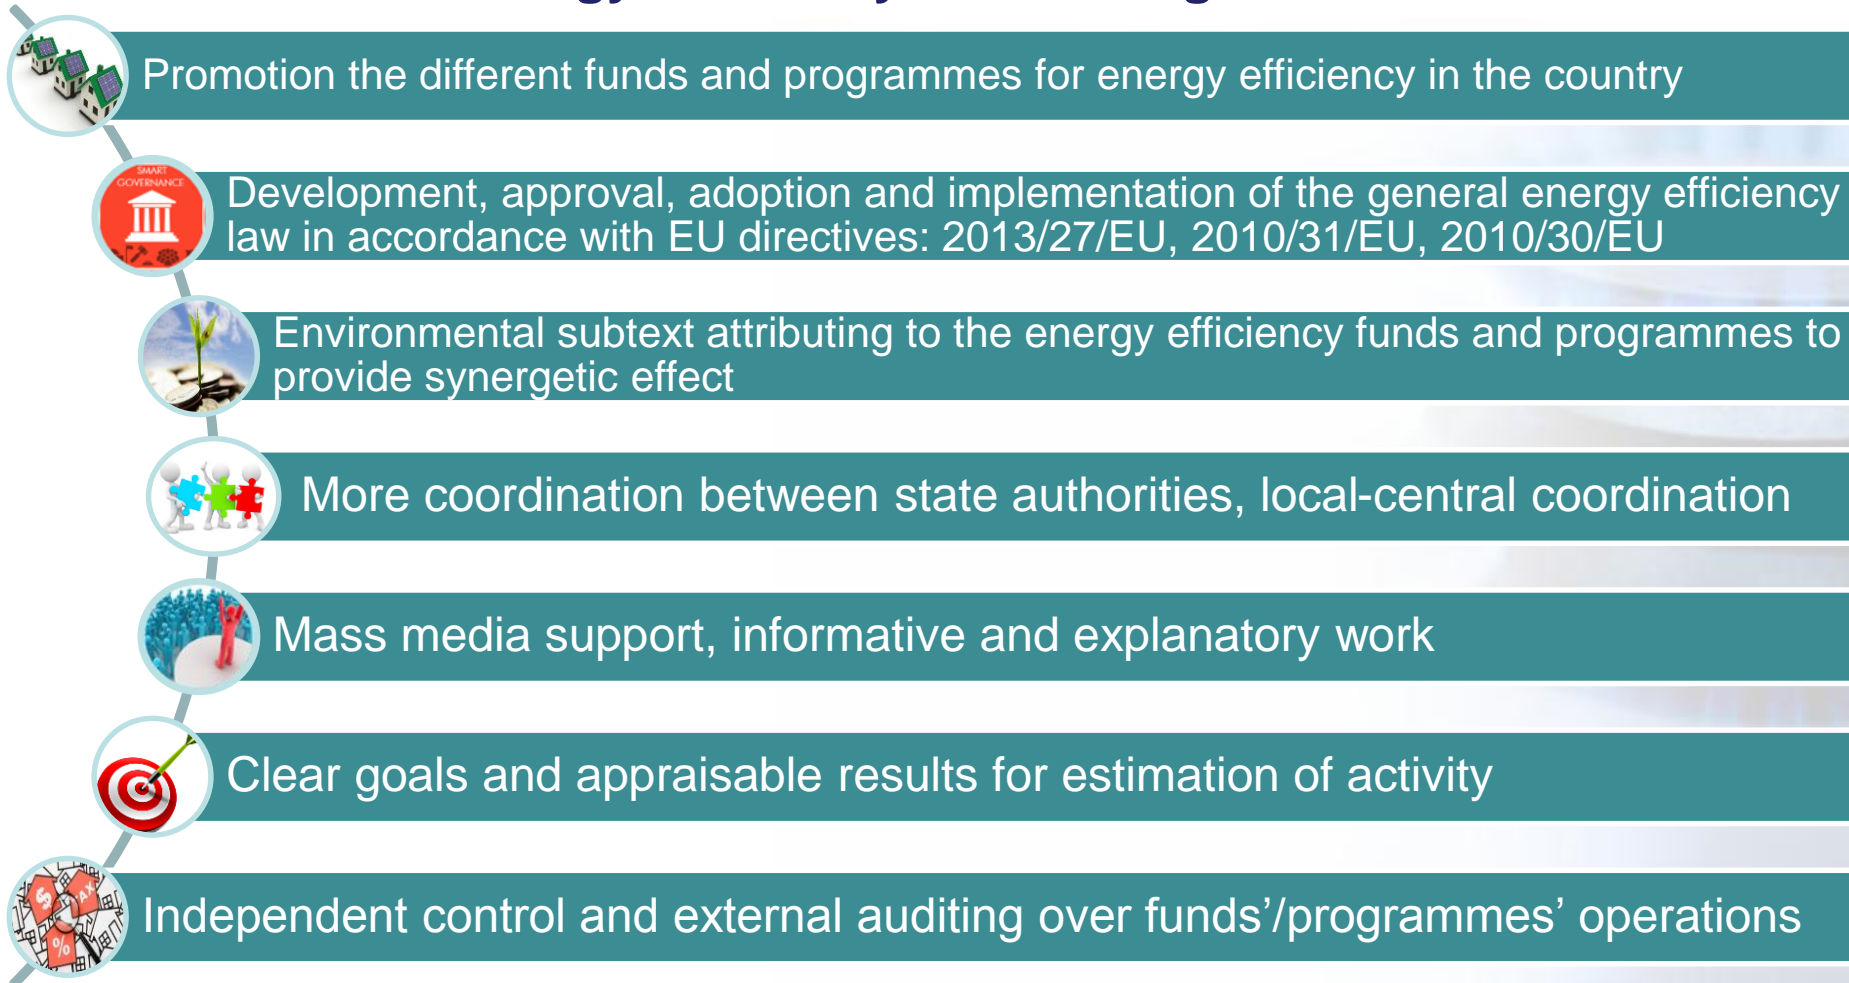 Promotion the different funds and programmes for energy efficiency in the country
SMART
GOVERNANCE
Development, approval, adoption and implementation of the general energy efficiency
law in accordance with EU directives: 2013/27/EU, 2010/31/EU, 2010/30/EU
Environmental subtext attributing to the energy efficiency funds and programmes to
provide synergetic effect
More coordination between state authorities, local-central coordination
Mass media support, informative and explanatory work
Clear goals and appraisable results for estimation of activity
$
AX
%
Independent control and external auditing over funds’/programmes’ operations